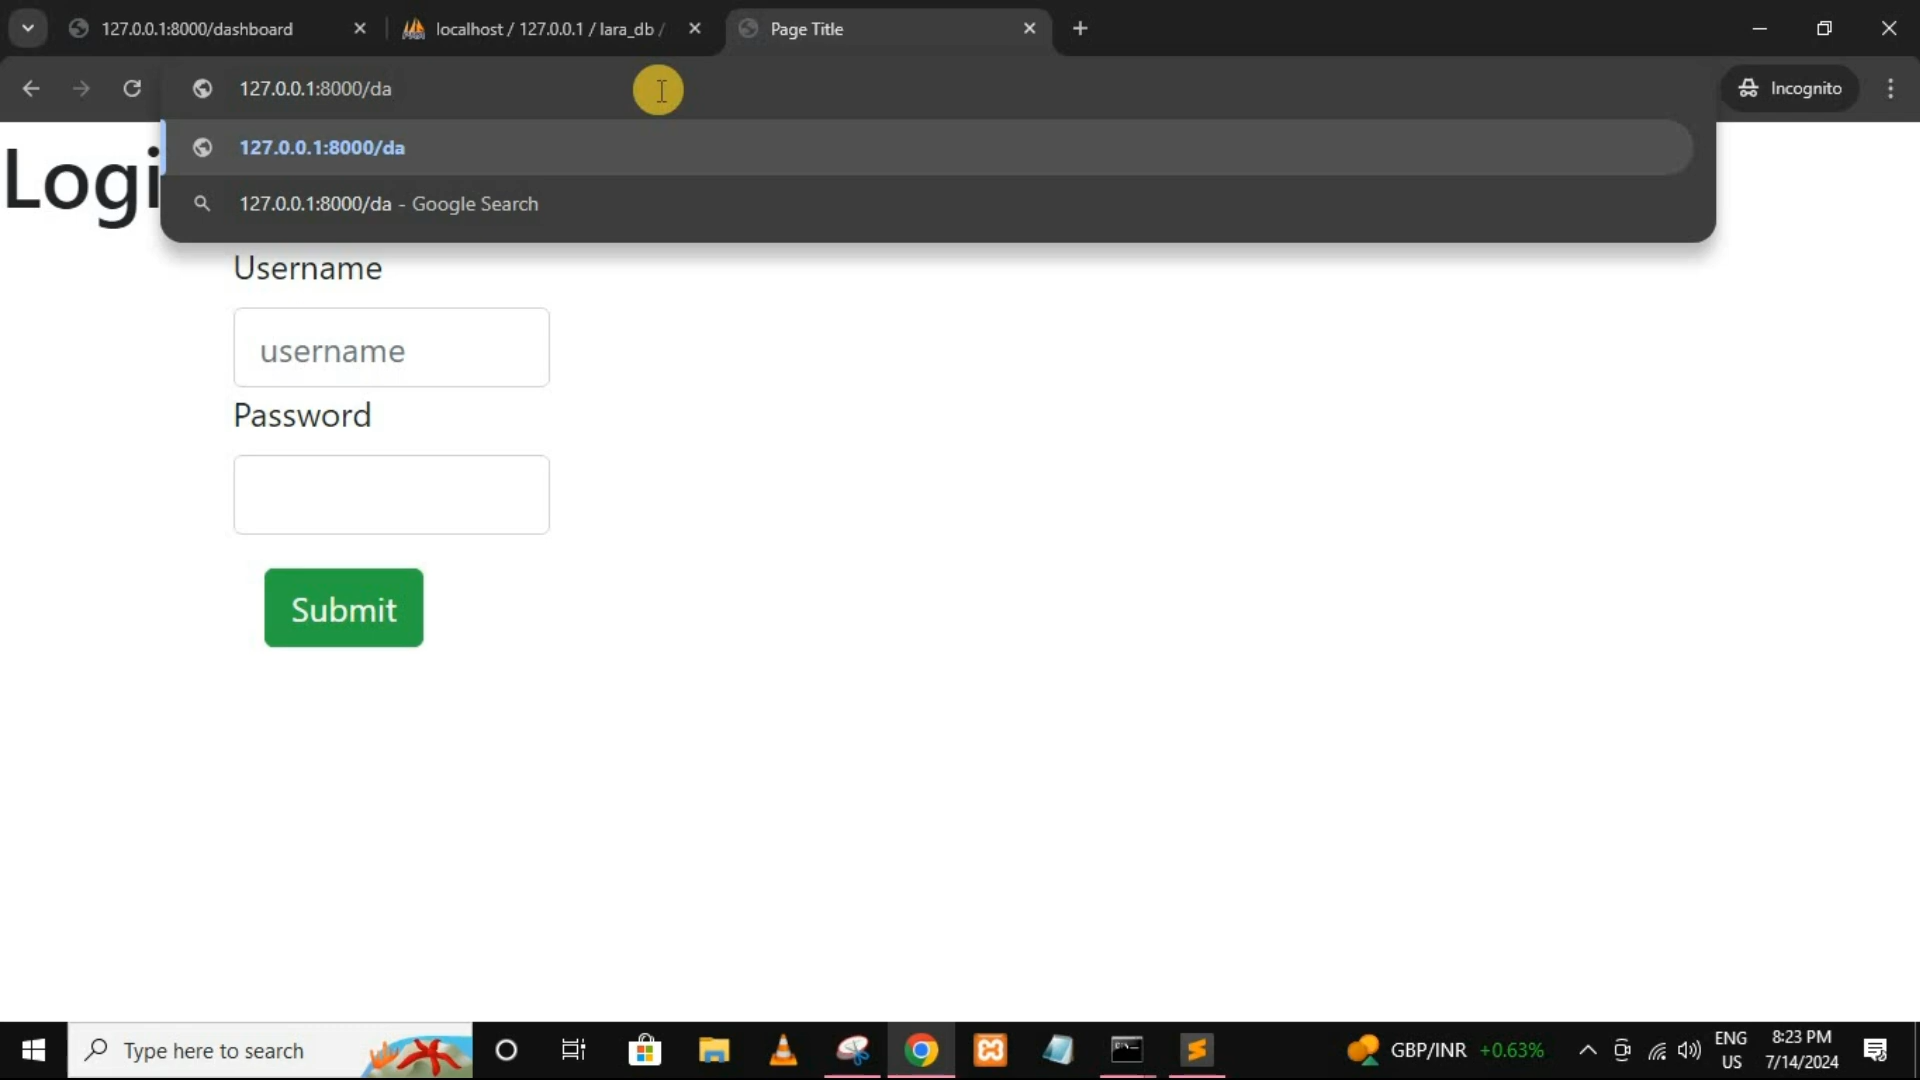 127.0.0.1:8000/dashboard
localhost / 127.0.0.1 / lara_db /
Page Title
127.0.0.1:8000/da
Incognito
127.0.0.1:8000/da
127.0.0.1:8000/da - Google Search
Logi
Username
username
Password
Submit
Type here to search
GBP/INR +0.63%
ENG
US
8:23 PM
7/14/2024